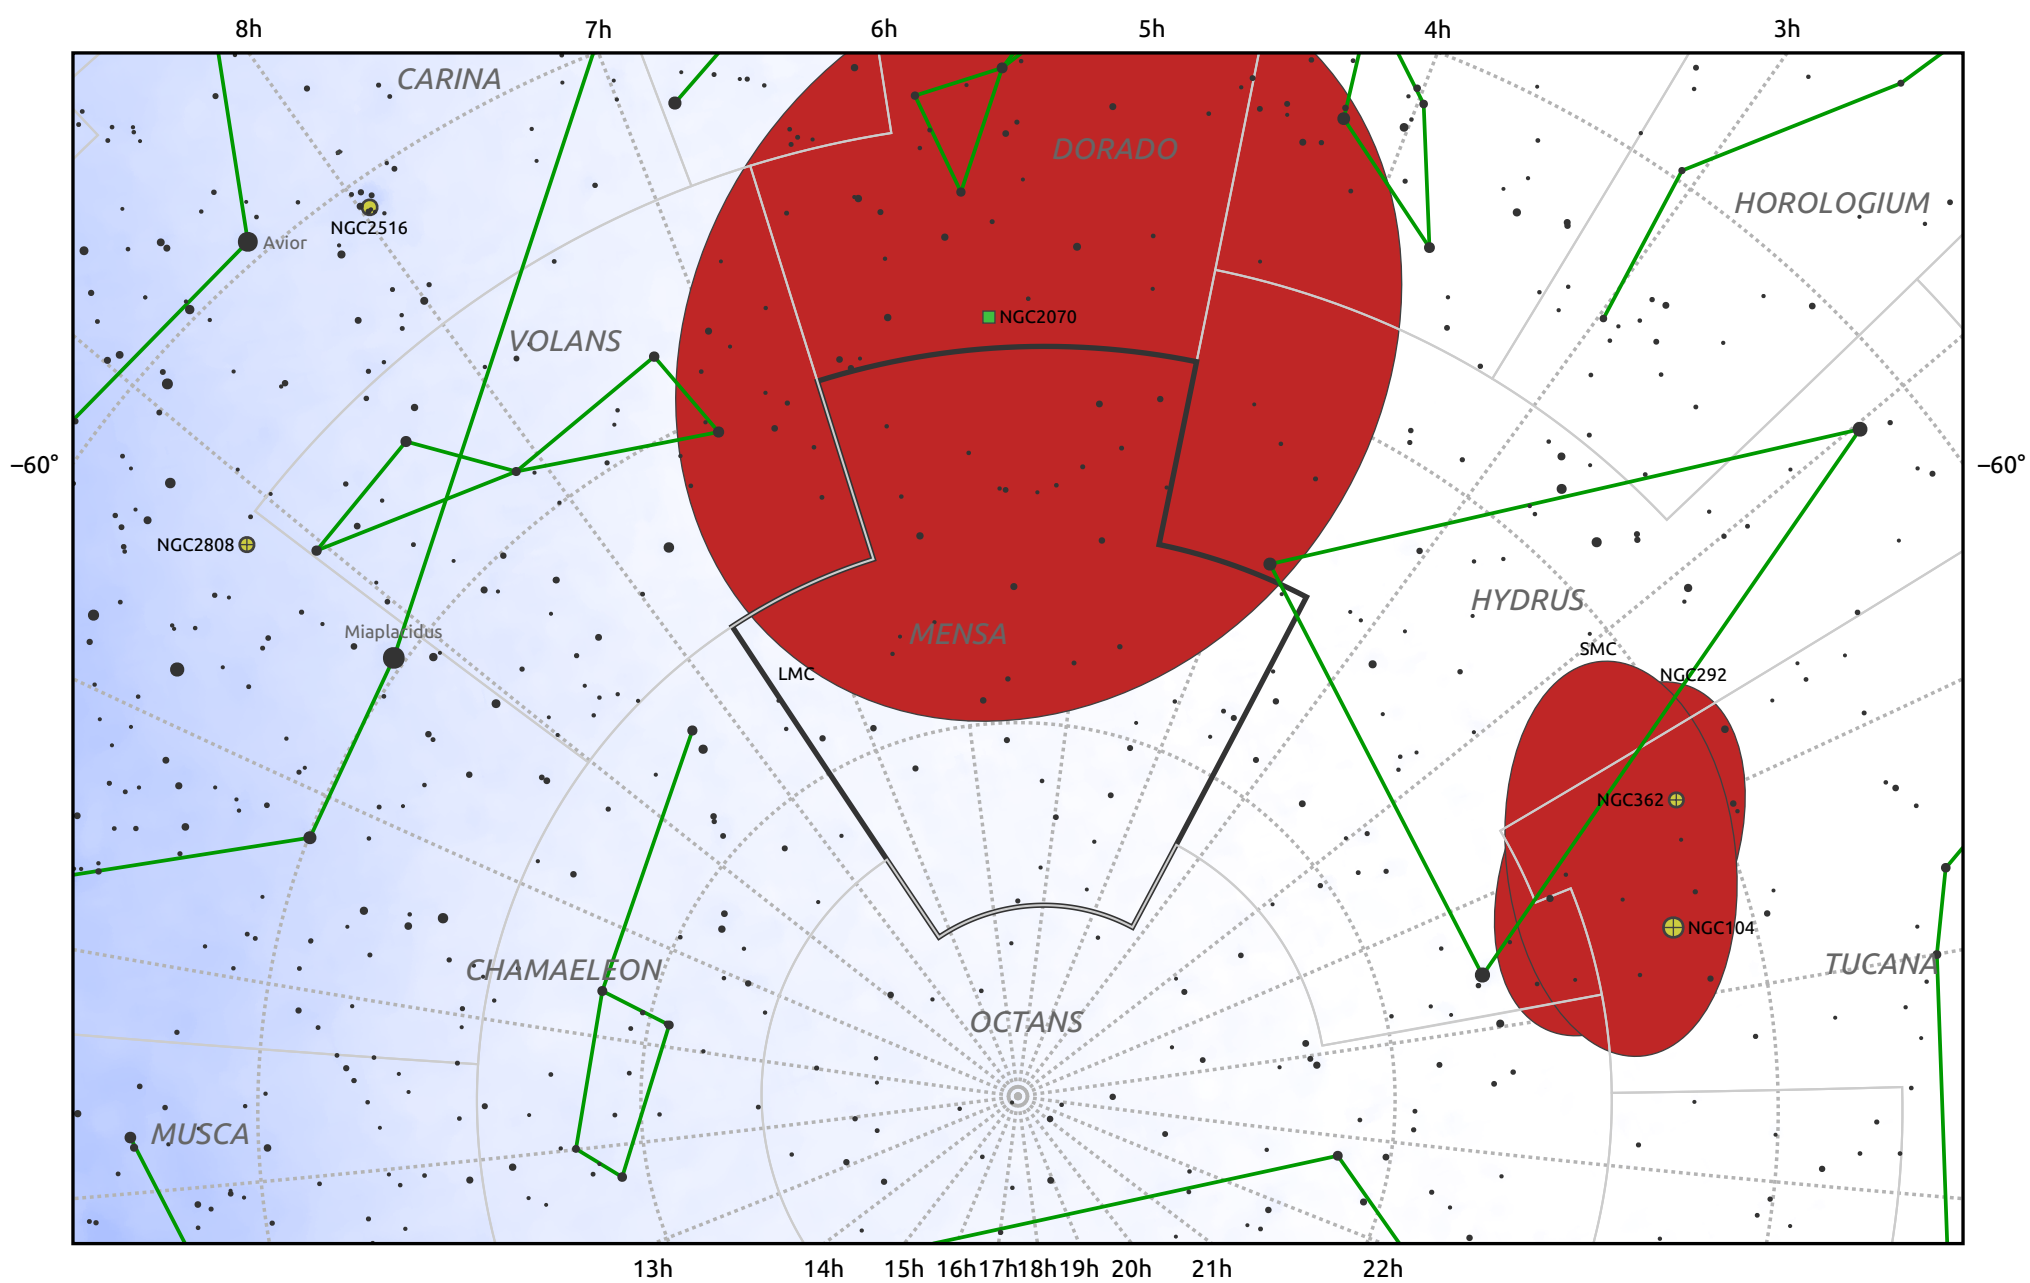 8h 7h 6h 5h 4h 3h
CARINA
DORADO
HOROLOGIUM
NGC2516
Avior
NGC2070
VOLANS
−60° −60°
NGC2808
HYDRUS
Miaplacidus
MENSA
SMC
LMC
NGC292
NGC362
NGC104
CHAMAELEON
TUCANA
OCTANS
MUSCA
13h 14h 15h 16h 17h 18h 19h 20h 21h 22h